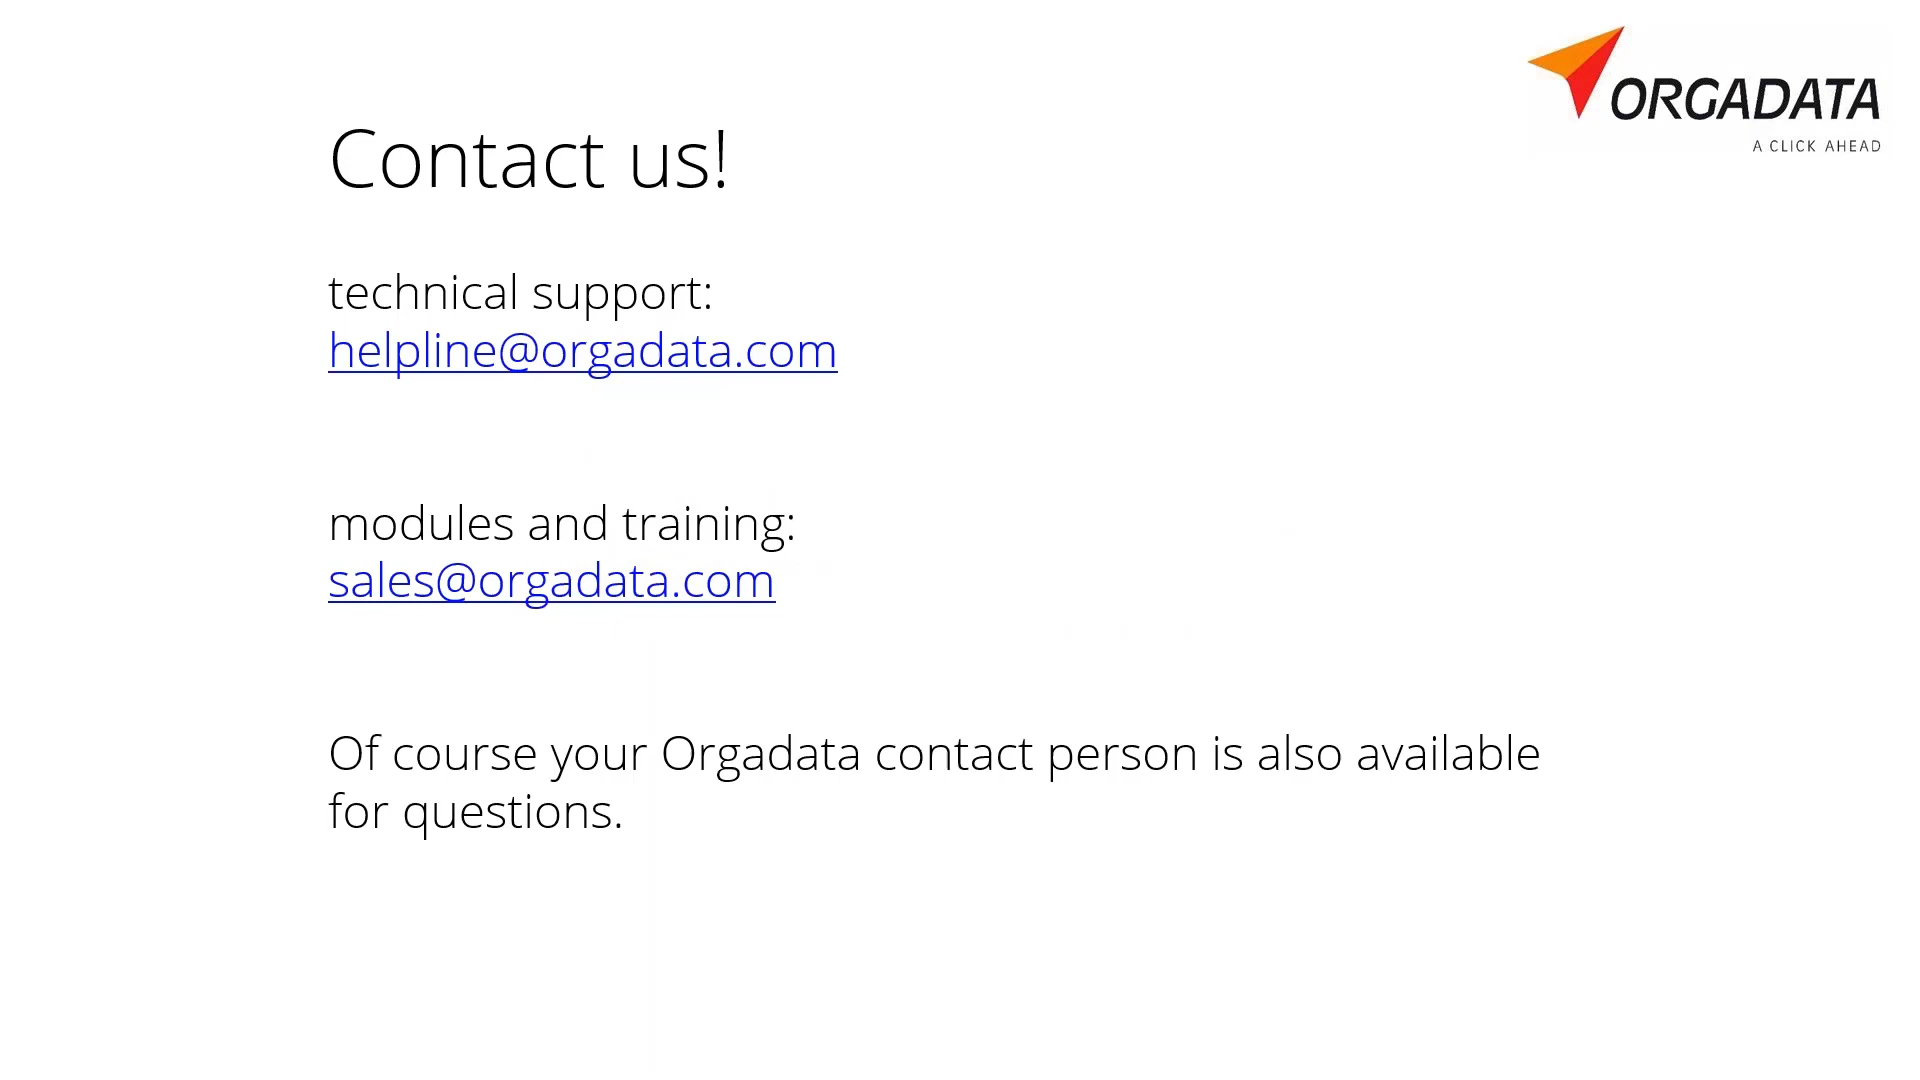 ORGADATA
A CLICK AHEAD
Contact us!
technical support:
helpline@orgadata.com
modules and training:
sales@orgadata.com
Of course your Orgadata contact person is also available
for questions.